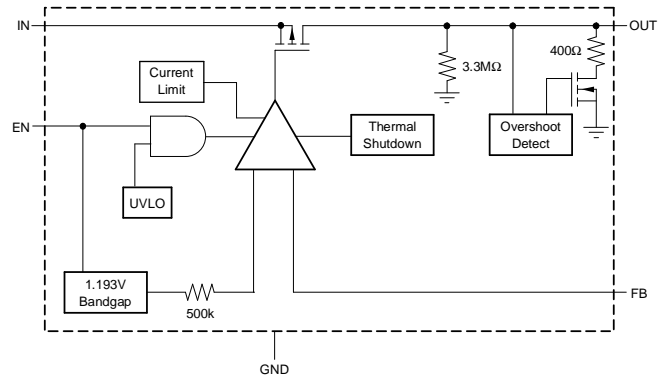 IN
OUT
400Ω
3.3MΩ
Current
Limit
EN
Thermal
Shutdown
Overshoot
Detect
UVLO
1.193V
Bandgap
500k
FB
GND